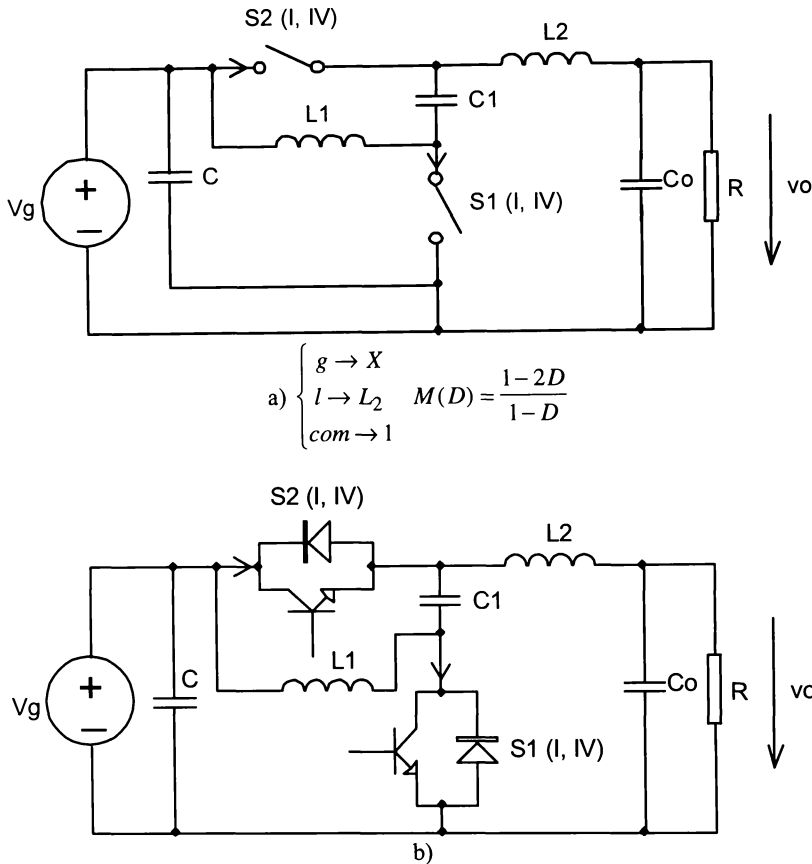 S2 (I, IV)
L2
C1
L1
C
S1 (I, IV)
Co
R
vo
Vg
+
−
a) { g → X
l → L₂
com → 1
M(D) = (1 − 2D) / (1 − D)
S2 (I, IV)
L2
C1
L1
C
Vg
+
−
S1 (I, IV)
Co
R
vo
b)